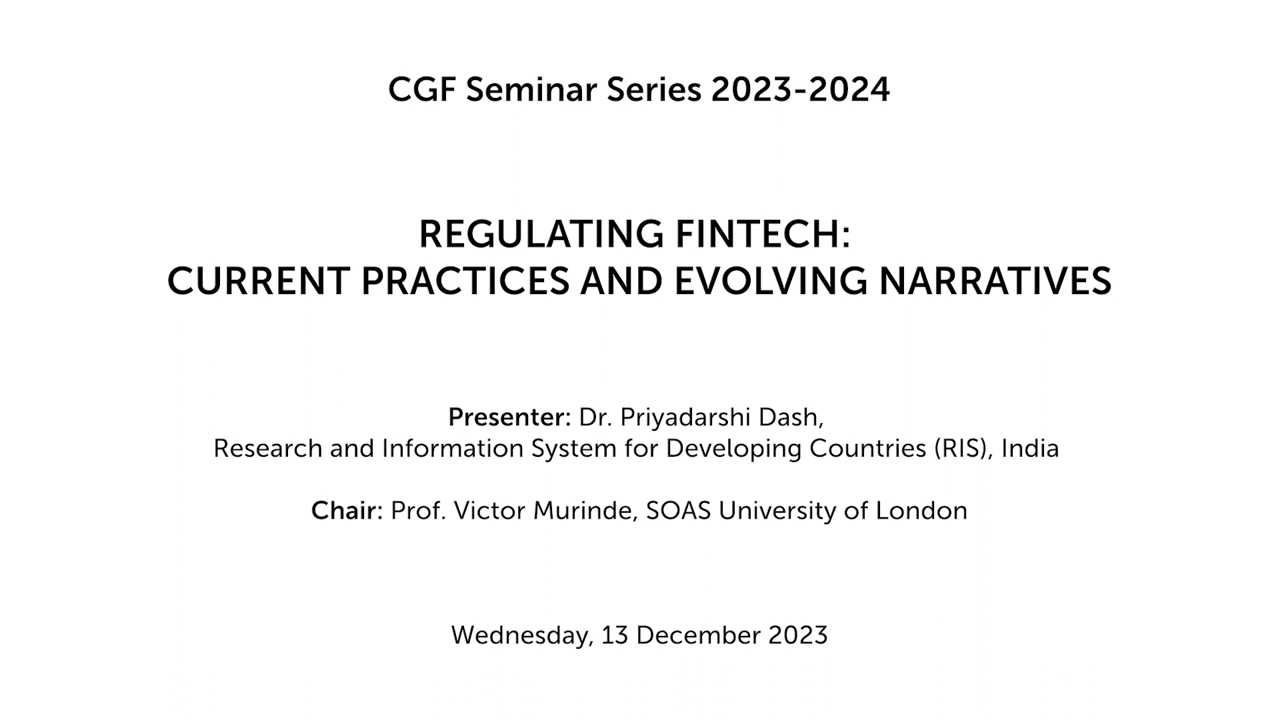 CGF Seminar Series 2023-2024
REGULATING FINTECH:
CURRENT PRACTICES AND EVOLVING NARRATIVES
Presenter: Dr. Priyadarshi Dash,
Research and Information System for Developing Countries (RIS), India
Chair: Prof. Victor Murinde, SOAS University of London
Wednesday, 13 December 2023